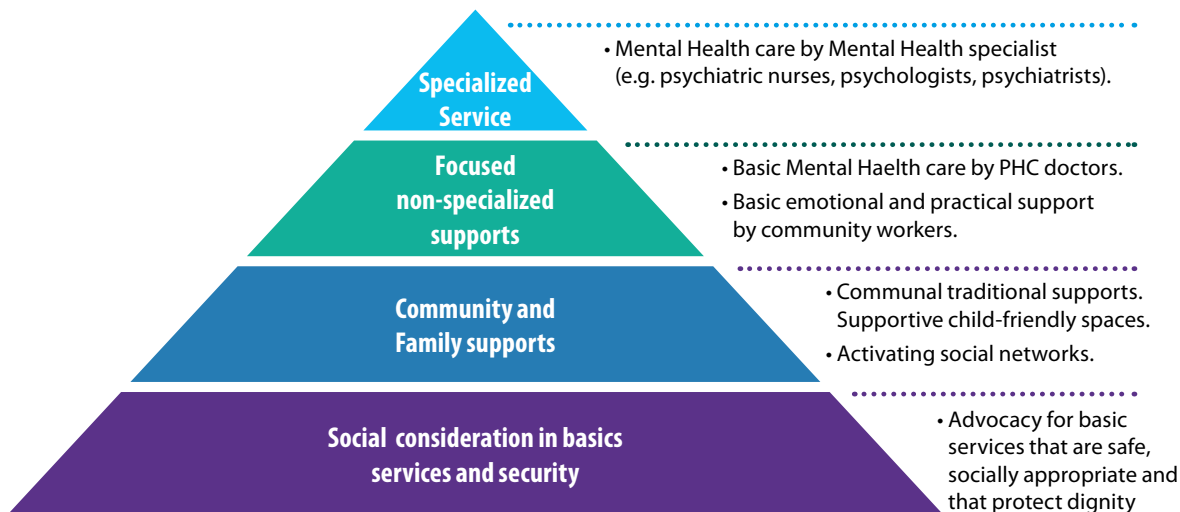 • Mental Health care by Mental Health specialist
(e.g. psychiatric nurses, psychologists, psychiatrists).
Specialized
Service
• Basic Mental Haelth care by PHC doctors.
• Basic emotional and practical support
by community workers.
Focused
non-specialized
supports
• Communal traditional supports.
Supportive child-friendly spaces.
• Activating social networks.
Community and
Family supports
• Advocacy for basic
services that are safe,
socially appropriate and
that protect dignity
Social consideration in basics
services and security